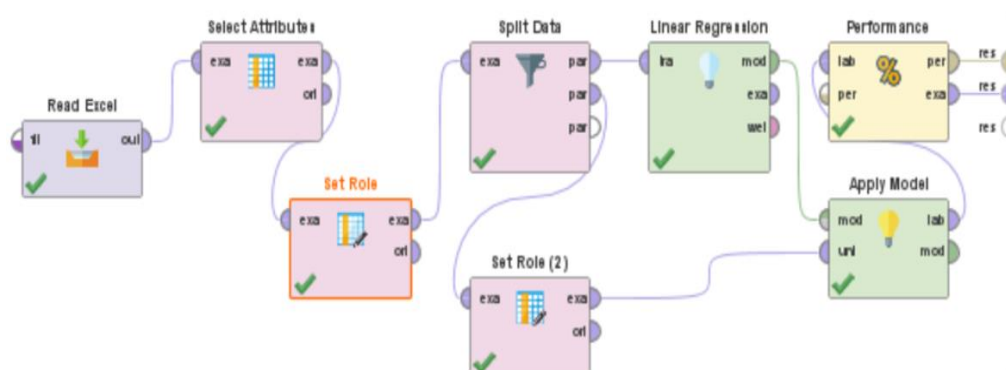 Read Excel
fil
out
Select Attributes
exa
exa
ori
Set Role
exa
exa
ori
Split Data
exa
par
par
par
Set Role (2)
exa
exa
ori
Linear Regression
tra
mod
exa
wei
Performance
lab
per
per
exa
res
res
res
Apply Model
mod
lab
unl
mod